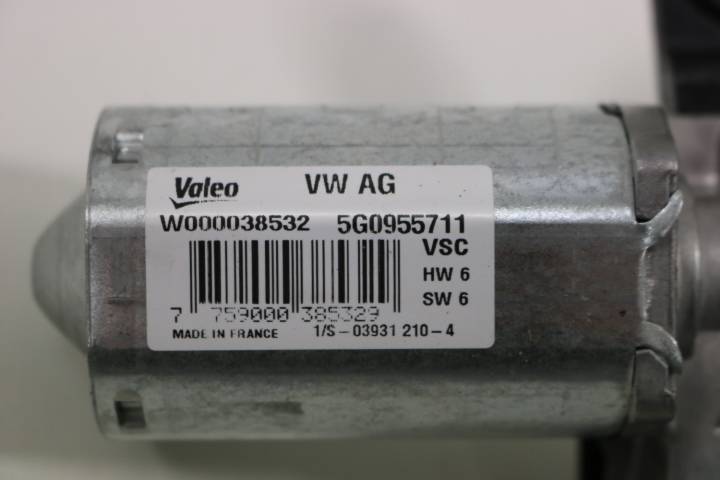 Valeo VW AG
W000038532 5G0955711
VSC
HW 6
SW 6
7 759000 385329
MADE IN FRANCE 1/S-03931 210-4